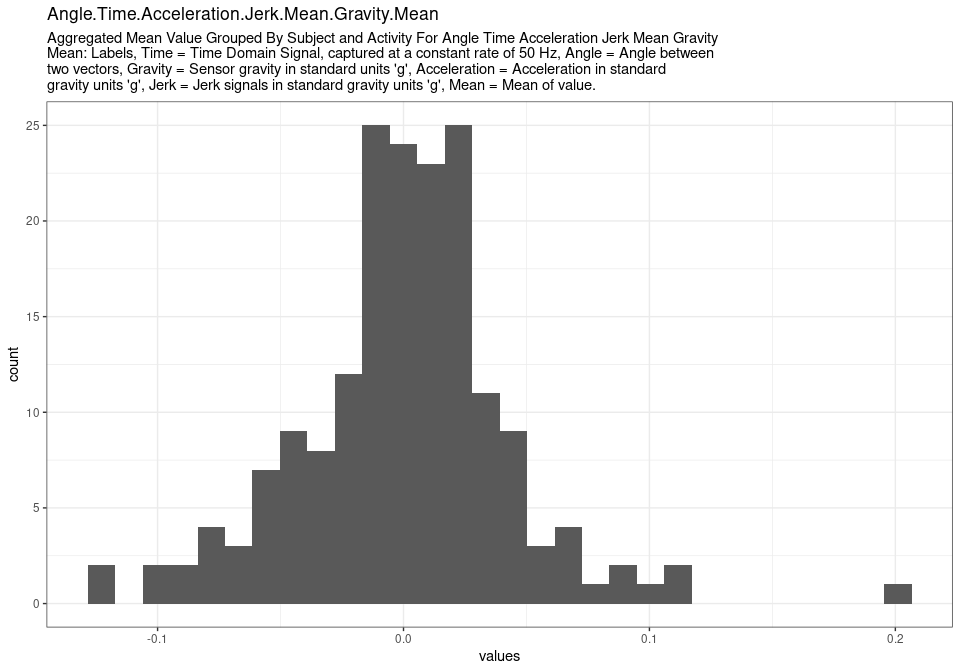 Angle.Time.Acceleration.Jerk.Mean.Gravity.Mean
Aggregated Mean Value Grouped By Subject and Activity For Angle Time Acceleration Jerk Mean Gravity
Mean: Labels, Time = Time Domain Signal, captured at a constant rate of 50 Hz, Angle = Angle between
two vectors, Gravity = Sensor gravity in standard units 'g', Acceleration = Acceleration in standard
gravity units 'g', Jerk = Jerk signals in standard gravity units 'g', Mean = Mean of value.
25
20
15
10
5
0
count
-0.1 0.0 0.1 0.2
values